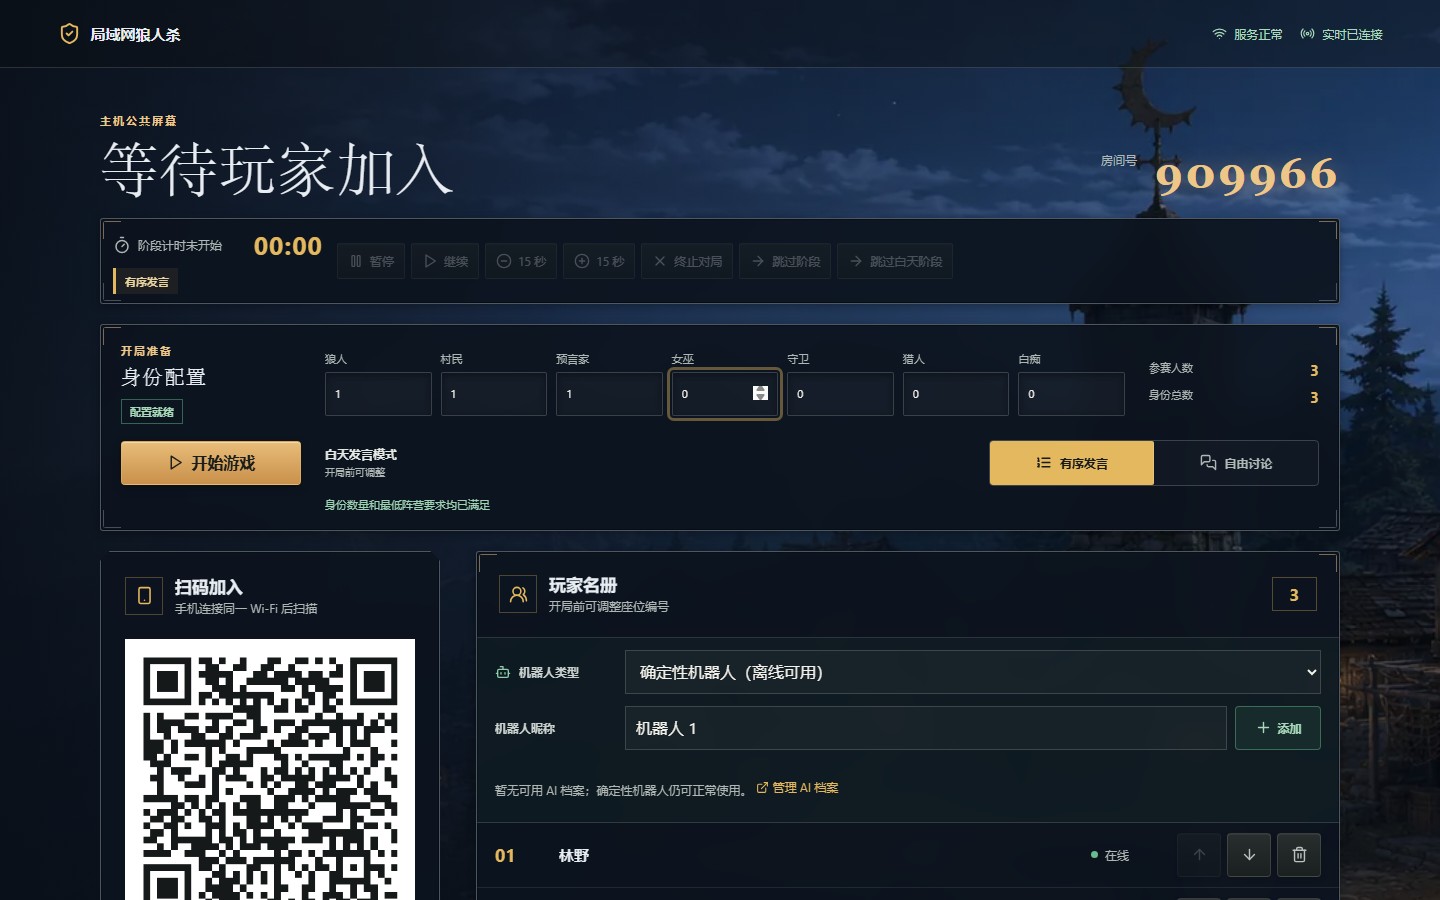 局域网狼人杀
服务正常
实时已连接
主机公共屏幕
等待玩家加入
房间号
909966
阶段计时未开始
00:00
暂停
继续
15 秒
15 秒
终止对局
跳过阶段
跳过白天阶段
有序发言
开局准备
身份配置
配置就绪
狼人
村民
预言家
女巫
守卫
猎人
白痴
1
1
1
0
0
0
0
参赛人数
3
身份总数
3
开始游戏
白天发言模式
开局前可调整
有序发言
自由讨论
身份数量和最低阵营要求均已满足
扫码加入
手机连接同一 Wi-Fi 后扫描
玩家名册
开局前可调整座位编号
3
机器人类型
确定性机器人（离线可用）
机器人昵称
机器人 1
添加
暂无可用 AI 档案；确定性机器人仍可正常使用。
管理 AI 档案
01
林野
在线